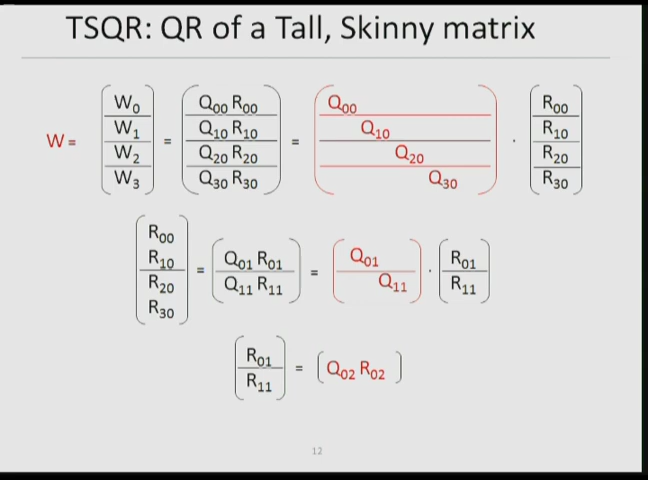 TSQR: QR of a Tall, Skinny matrix
W = W₀ = Q₀₀ R₀₀ = Q₀₀ · R₀₀
W₁ Q₁₀ R₁₀ Q₁₀ R₁₀
W₂ Q₂₀ R₂₀ Q₂₀ R₂₀
W₃ Q₃₀ R₃₀ Q₃₀ R₃₀
R₀₀
R₁₀ = Q₀₁ R₀₁ = Q₀₁ · R₀₁
R₂₀ Q₁₁ R₁₁ Q₁₁ R₁₁
R₃₀
R₀₁ = ( Q₀₂ R₀₂ )
R₁₁
12